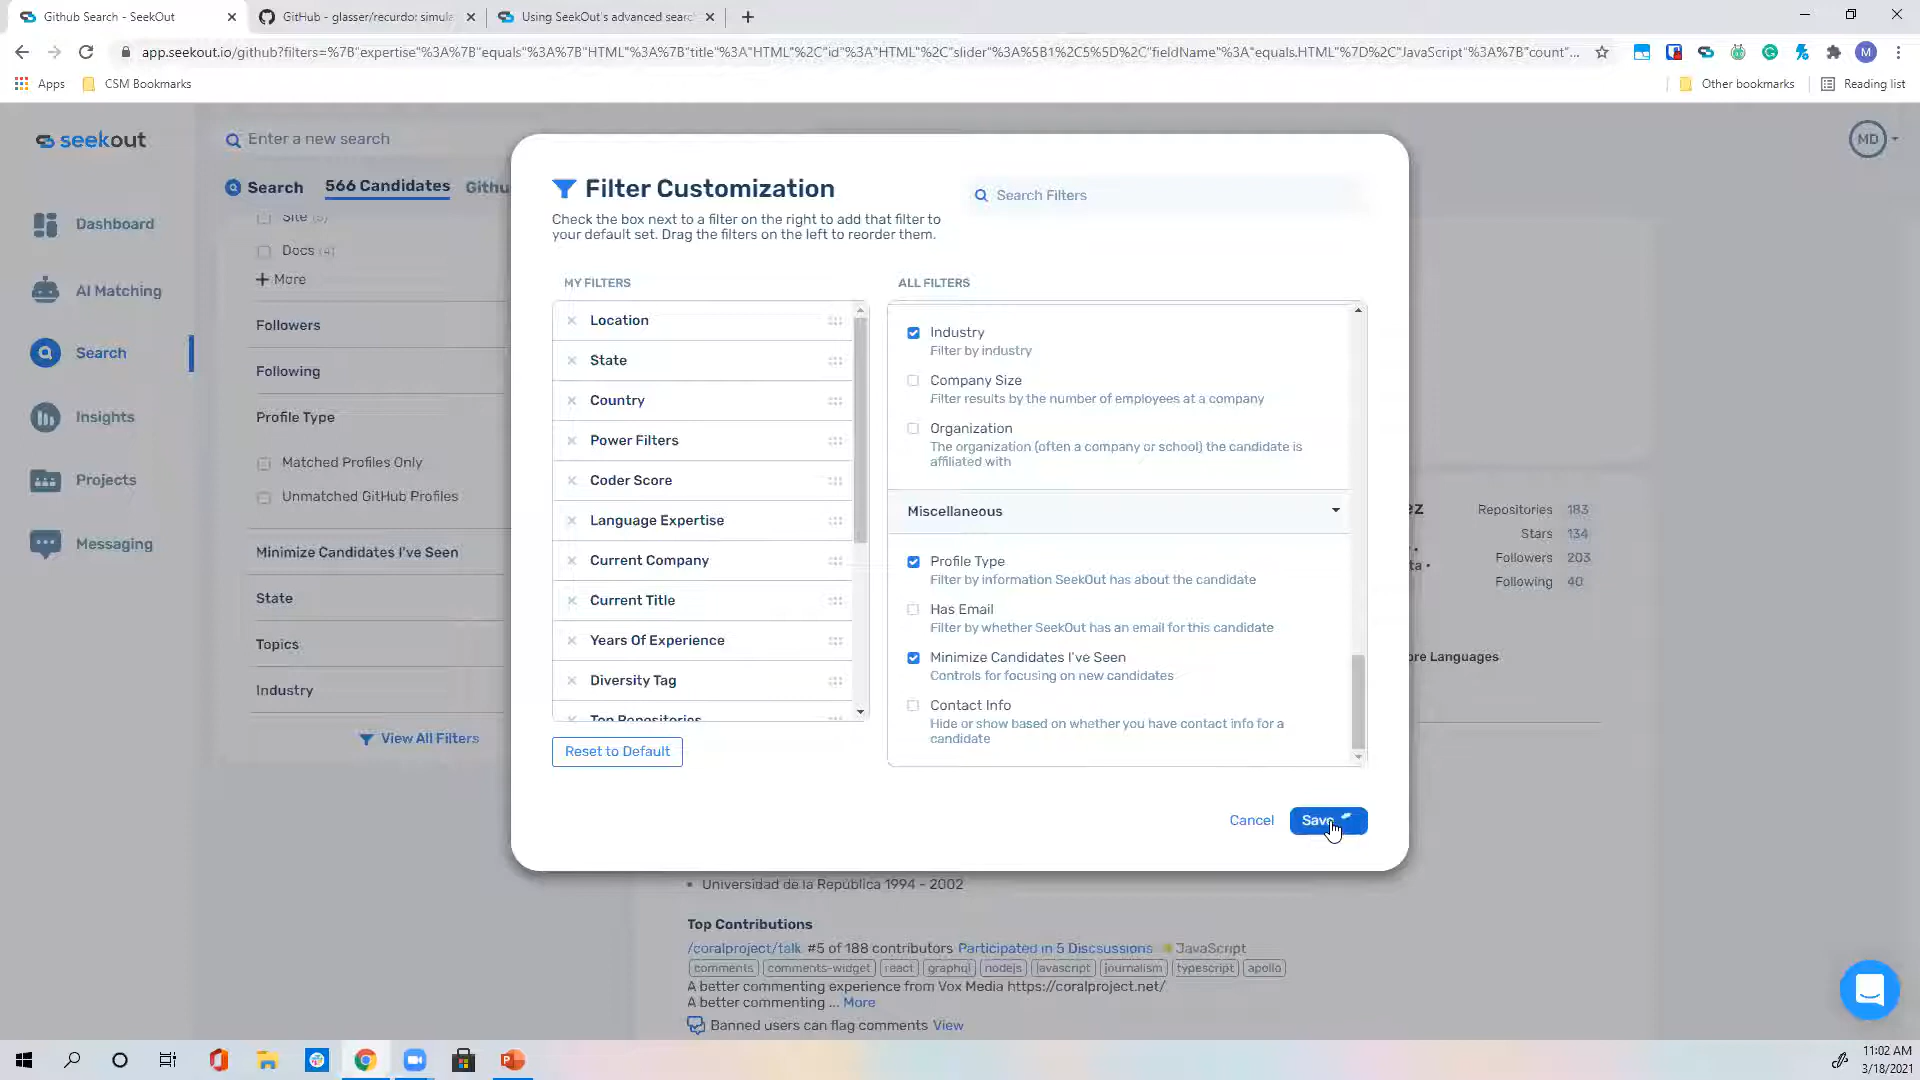 Github Search - SeekOut
GitHub - glasser/recurdo: simula
Using SeekOut's advanced searc
app.seekout.io/github?filters=%7B"expertise"%3A%7B"equals"%3A%7B"HTML"%3A%7B"title"%3A"HTML"%2C"id"%3A"HTML"%2C"slider"%3A%5B1%2C5%5D%2C"fieldName"%3A"equals.HTML"%7D%2C"JavaScript"%3A%7B"count"...
M
Apps
CSM Bookmarks
Other bookmarks
Reading list
seekout
Enter a new search
MD
Search
566 Candidates
Githu
Dashboard
AI Matching
Search
Insights
Projects
Messaging
Site (5)
Docs (4)
+ More
Followers
Following
Profile Type
Matched Profiles Only
Unmatched GitHub Profiles
Minimize Candidates I've Seen
State
Topics
Industry
View All Filters
Filter Customization
Check the box next to a filter on the right to add that filter to
your default set. Drag the filters on the left to reorder them.
Search Filters
MY FILTERS
Location
State
Country
Power Filters
Coder Score
Language Expertise
Current Company
Current Title
Years Of Experience
Diversity Tag
Top Repositories
Reset to Default
ALL FILTERS
Industry
Filter by industry
Company Size
Filter results by the number of employees at a company
Organization
The organization (often a company or school) the candidate is
affiliated with
Miscellaneous
Profile Type
Filter by information SeekOut has about the candidate
Has Email
Filter by whether SeekOut has an email for this candidate
Minimize Candidates I've Seen
Controls for focusing on new candidates
Contact Info
Hide or show based on whether you have contact info for a
candidate
Cancel
Save
ez
Repositories 183
Stars 134
Followers 203
Following 40
ta •
ore Languages
• Universidad de la República 1994 - 2002
Top Contributions
/coralproject/talk #5 of 188 contributors Participated in 5 Discsussions JavaScript
comments comments-widget react graphql nodejs javascript journalism typescript apollo
A better commenting experience from Vox Media https://coralproject.net/
A better commenting ... More
Banned users can flag comments View
11:02 AM
3/18/2021